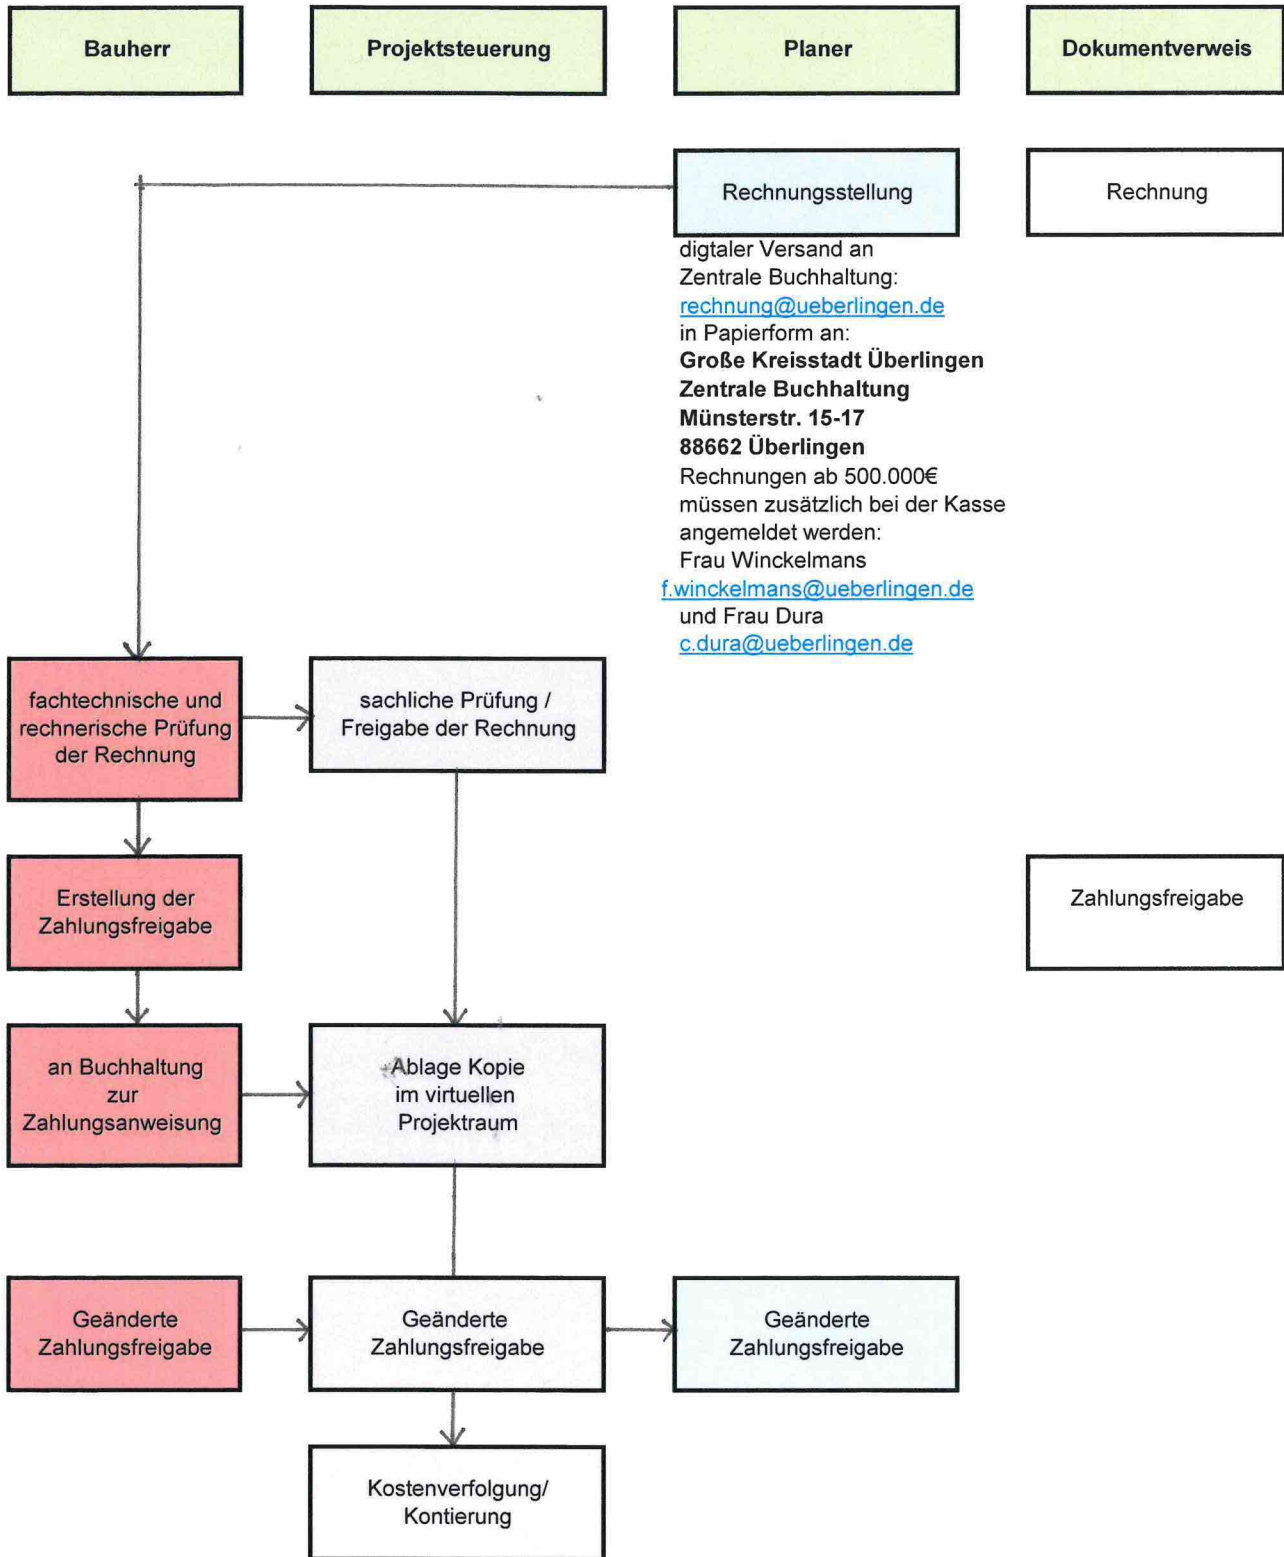 Bauherr
Projektsteuerung
Planer
Dokumentverweis
Rechnungsstellung
Rechnung
digtaler Versand an
Zentrale Buchhaltung:
rechnung@ueberlingen.de
in Papierform an:
Große Kreisstadt Überlingen
Zentrale Buchhaltung
Münsterstr. 15-17
88662 Überlingen
Rechnungen ab 500.000€
müssen zusätzlich bei der Kasse
angemeldet werden:
Frau Winckelmans
f.winckelmans@ueberlingen.de
und Frau Dura
c.dura@ueberlingen.de
fachtechnische und
rechnerische Prüfung
der Rechnung
sachliche Prüfung /
Freigabe der Rechnung
Erstellung der
Zahlungsfreigabe
Zahlungsfreigabe
an Buchhaltung
zur
Zahlungsanweisung
Ablage Kopie
im virtuellen
Projektraum
Geänderte
Zahlungsfreigabe
Geänderte
Zahlungsfreigabe
Geänderte
Zahlungsfreigabe
Kostenverfolgung/
Kontierung